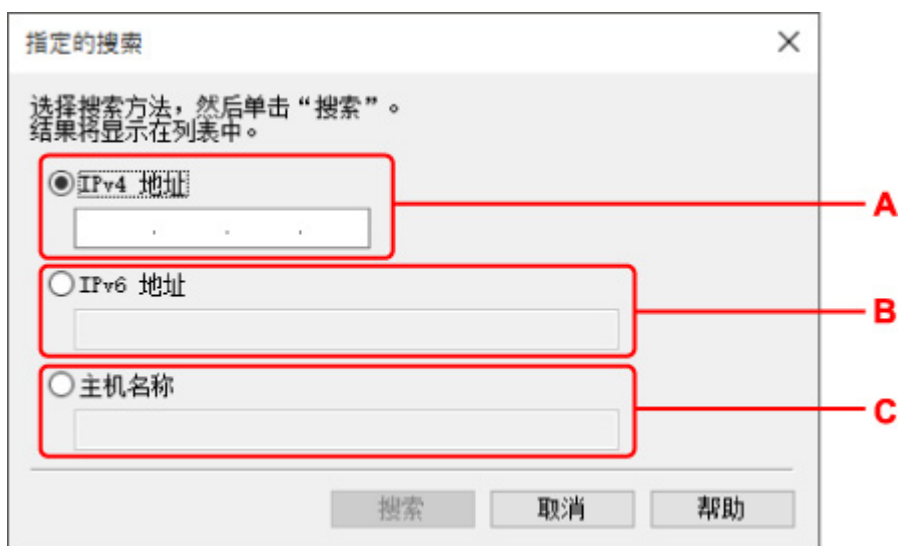 指定的搜索
选择搜索方法，然后单击“搜索”。
结果将显示在列表中。
IPv4 地址
A
IPv6 地址
B
主机名称
C
搜索 取消 帮助